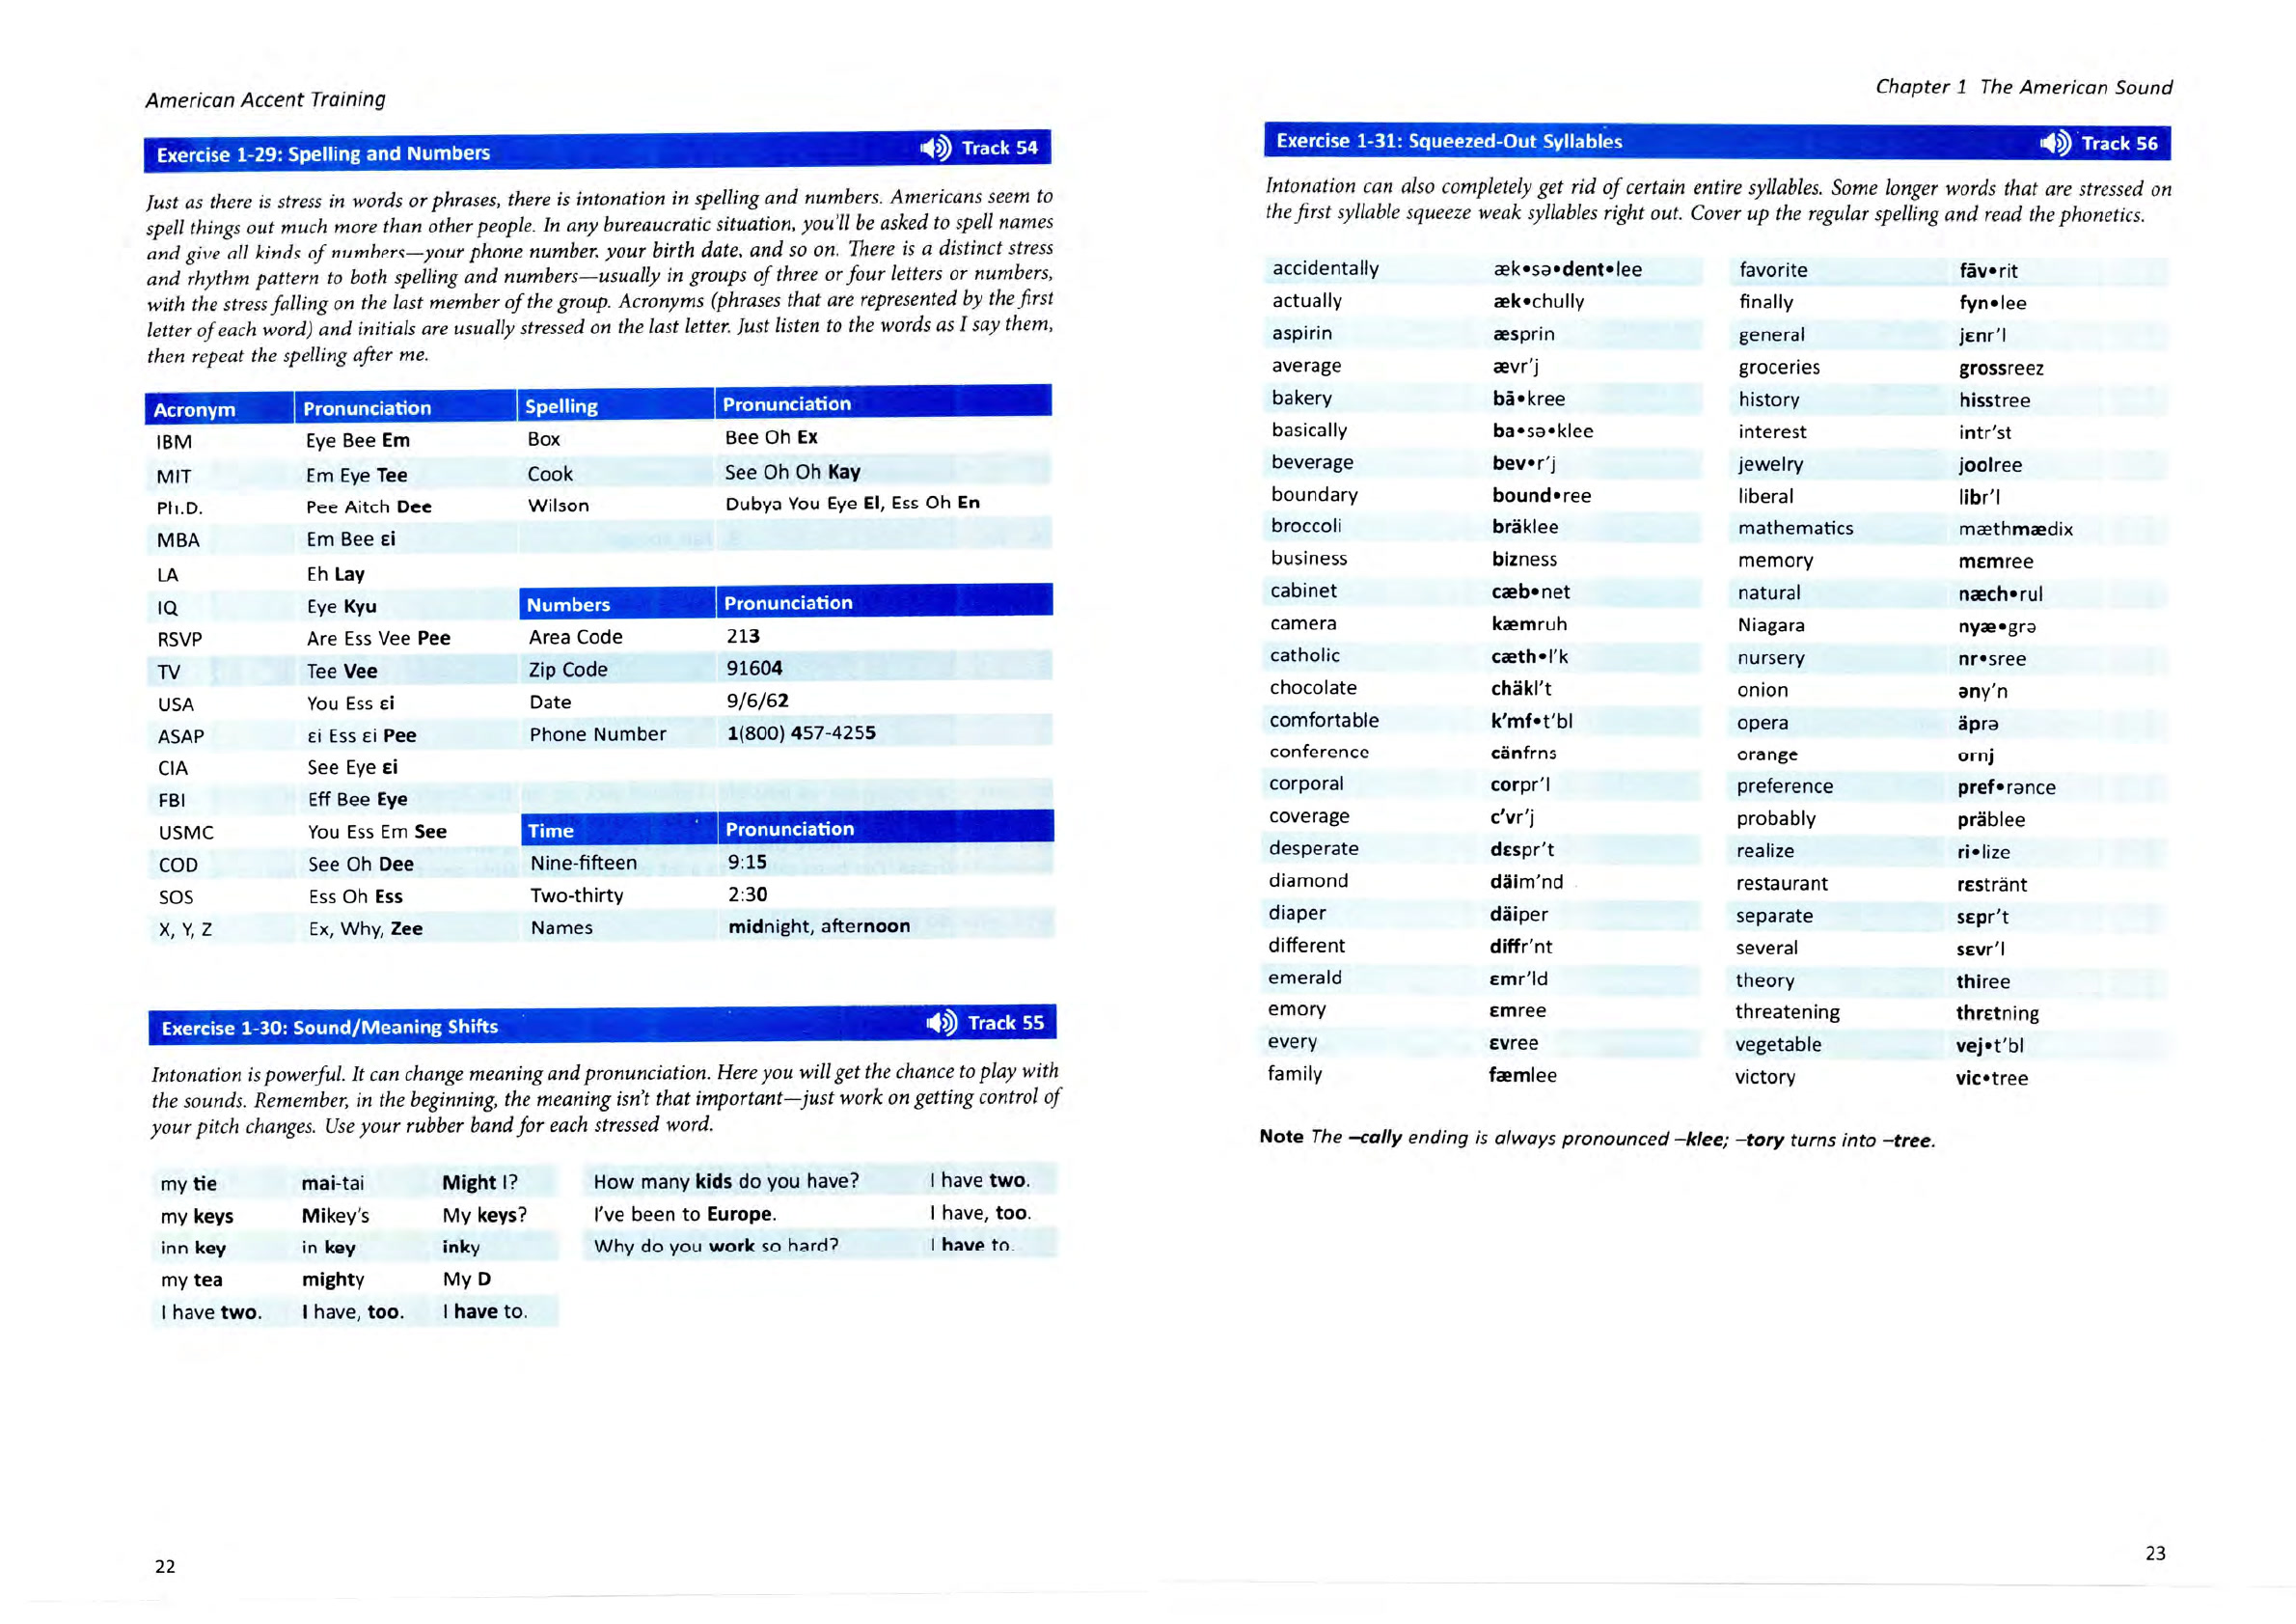 American Accent Training
Exercise 1-29: Spelling and Numbers Track 54
Just as there is stress in words or phrases, there is intonation in spelling and numbers. Americans seem to
spell things out much more than other people. In any bureaucratic situation, you'll be asked to spell names
and give all kinds of numbers—your phone number, your birth date, and so on. There is a distinct stress
and rhythm pattern to both spelling and numbers—usually in groups of three or four letters or numbers,
with the stress falling on the last member of the group. Acronyms (phrases that are represented by the first
letter of each word) and initials are usually stressed on the last letter. Just listen to the words as I say them,
then repeat the spelling after me.
Acronym Pronunciation Spelling Pronunciation
IBM Eye Bee Em Box Bee Oh Ex
MIT Em Eye Tee Cook See Oh Oh Kay
Ph.D. Pee Aitch Dee Wilson Dubya You Eye El, Ess Oh En
MBA Em Bee ɛi
LA Eh Lay
IQ Eye Kyu Numbers Pronunciation
RSVP Are Ess Vee Pee Area Code 213
TV Tee Vee Zip Code 91604
USA You Ess ɛi Date 9/6/62
ASAP ɛi Ess ɛi Pee Phone Number 1(800) 457-4255
CIA See Eye ɛi
FBI Eff Bee Eye
USMC You Ess Em See Time Pronunciation
COD See Oh Dee Nine-fifteen 9:15
SOS Ess Oh Ess Two-thirty 2:30
X, Y, Z Ex, Why, Zee Names midnight, afternoon
Exercise 1-30: Sound/Meaning Shifts Track 55
Intonation is powerful. It can change meaning and pronunciation. Here you will get the chance to play with
the sounds. Remember, in the beginning, the meaning isn't that important—just work on getting control of
your pitch changes. Use your rubber band for each stressed word.
my tie mai-tai Might I? How many kids do you have? I have two.
my keys Mikey's My keys? I've been to Europe. I have, too.
inn key in key inky Why do you work so hard? I have to.
my tea mighty My D
I have two. I have, too. I have to.
22
Chapter 1 The American Sound
Exercise 1-31: Squeezed-Out Syllables Track 56
Intonation can also completely get rid of certain entire syllables. Some longer words that are stressed on
the first syllable squeeze weak syllables right out. Cover up the regular spelling and read the phonetics.
accidentally æk•sə•dent•lee favorite fāv•rit
actually æk•chully finally fyn•lee
aspirin æsprin general jɛnr'l
average ævr'j groceries grossreez
bakery bā•kree history hisstree
basically ba•sə•klee interest intr'st
beverage bev•r'j jewelry joolree
boundary bound•ree liberal libr'l
broccoli bräklee mathematics mæthmædix
business bizness memory mɛmree
cabinet cæb•net natural næch•rul
camera kæmruh Niagara nyæ•grə
catholic cæth•l'k nursery nr•sree
chocolate chäkl't onion əny'n
comfortable k'mf•t'bl opera äprə
conference cänfrns orange ornj
corporal corpr'l preference pref•rance
coverage c'vr'j probably präblee
desperate dɛspr't realize ri•lize
diamond däim'nd restaurant rɛstränt
diaper däiper separate sɛpr't
different diffr'nt several sɛvr'l
emerald ɛmr'ld theory thiree
emory ɛmree threatening thrɛtning
every ɛvree vegetable vej•t'bl
family fæmlee victory vic•tree
Note The –cally ending is always pronounced –klee; –tory turns into –tree.
23